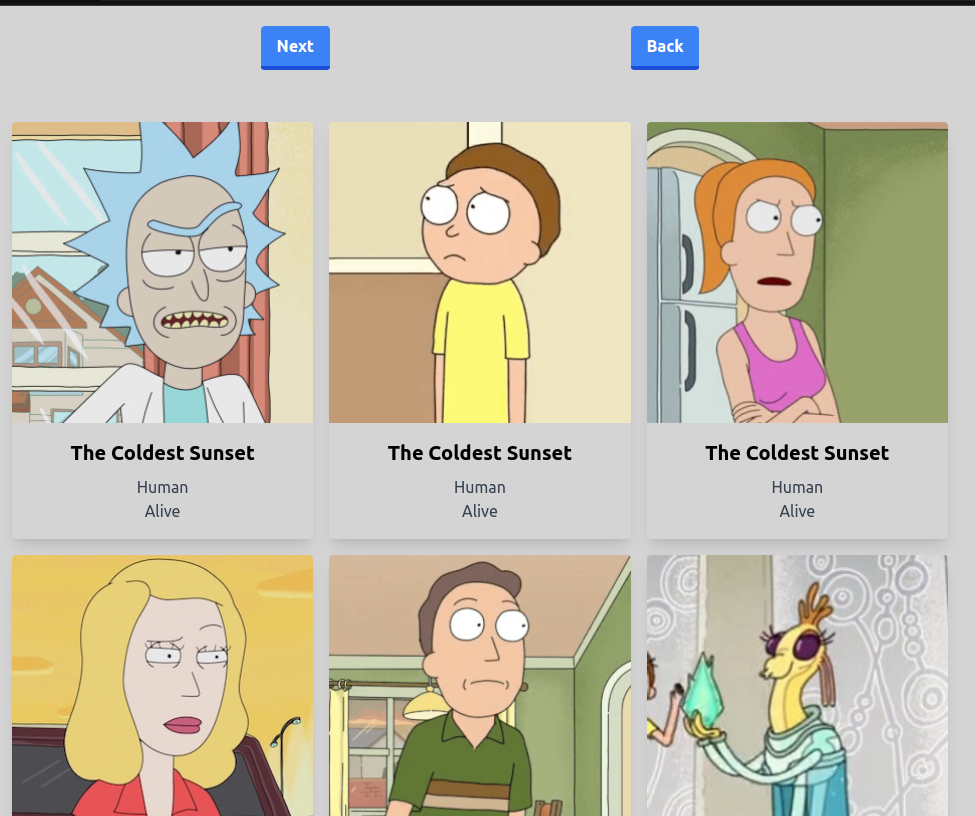 Next Back
The Coldest Sunset The Coldest Sunset The Coldest Sunset
Human Human Human
Alive Alive Alive